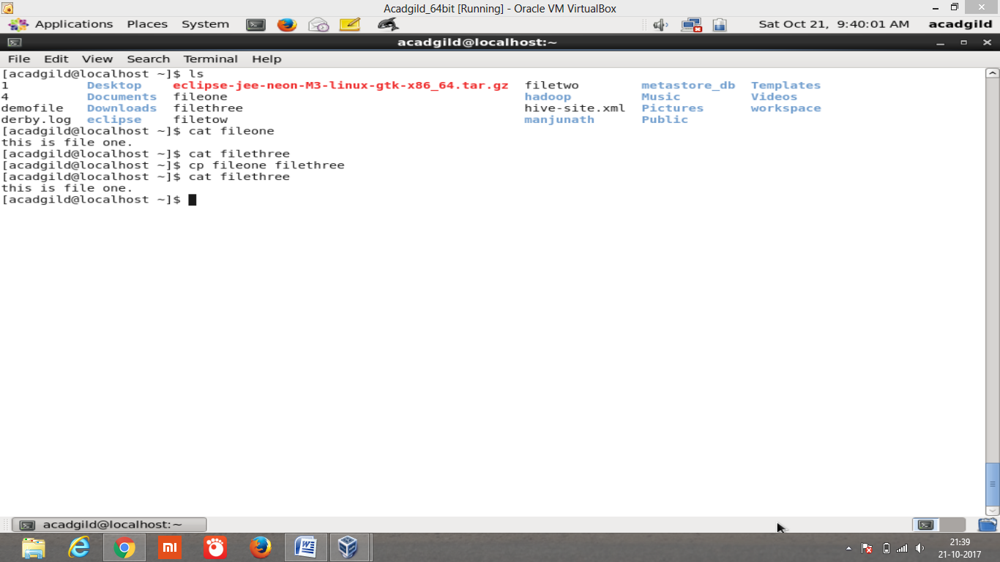 Acadgild_64bit [Running] - Oracle VM VirtualBox
Applications Places System Sat Oct 21, 9:40:01 AM acadgild
acadgild@localhost:~
File Edit View Search Terminal Help
[acadgild@localhost ~]$ ls
1 Desktop eclipse-jee-neon-M3-linux-gtk-x86_64.tar.gz filetwo metastore_db Templates
4 Documents fileone hadoop Music Videos
demofile Downloads filethree hive-site.xml Pictures workspace
derby.log eclipse filetow manjunath Public
[acadgild@localhost ~]$ cat fileone
this is file one.
[acadgild@localhost ~]$ cat filethree
[acadgild@localhost ~]$ cp fileone filethree
[acadgild@localhost ~]$ cat filethree
this is file one.
[acadgild@localhost ~]$
acadgild@localhost:~
mi
21:39
21-10-2017